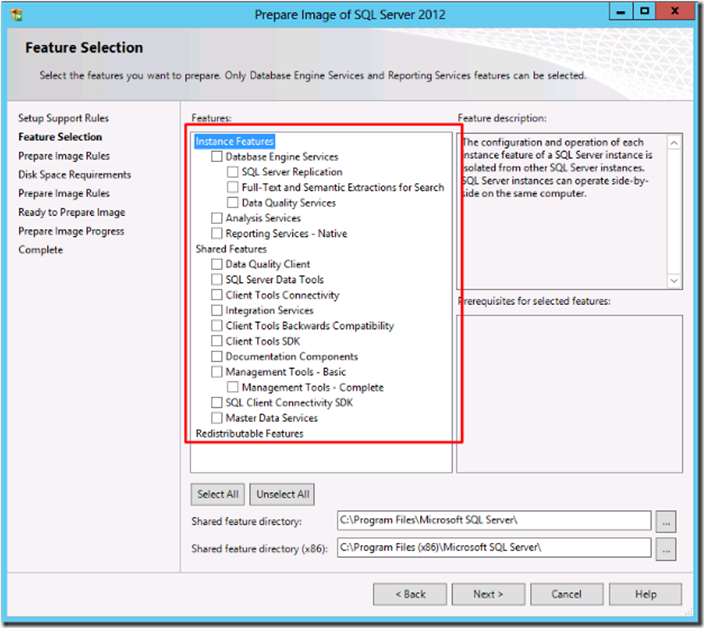 Prepare Image of SQL Server 2012
Feature Selection
Select the features you want to prepare. Only Database Engine Services and Reporting Services features can be selected.
Setup Support Rules
Feature Selection
Prepare Image Rules
Disk Space Requirements
Prepare Image Rules
Ready to Prepare Image
Prepare Image Progress
Complete
Features:
Instance Features
Database Engine Services
SQL Server Replication
Full-Text and Semantic Extractions for Search
Data Quality Services
Analysis Services
Reporting Services - Native
Shared Features
Data Quality Client
SQL Server Data Tools
Client Tools Connectivity
Integration Services
Client Tools Backwards Compatibility
Client Tools SDK
Documentation Components
Management Tools - Basic
Management Tools - Complete
SQL Client Connectivity SDK
Master Data Services
Redistributable Features
Feature description:
The configuration and operation of each
instance feature of a SQL Server instance is
isolated from other SQL Server instances.
SQL Server instances can operate side-by-
side on the same computer.
Prerequisites for selected features:
Select All
Unselect All
Shared feature directory:
C:\Program Files\Microsoft SQL Server\
...
Shared feature directory (x86):
C:\Program Files (x86)\Microsoft SQL Server\
...
< Back
Next >
Cancel
Help